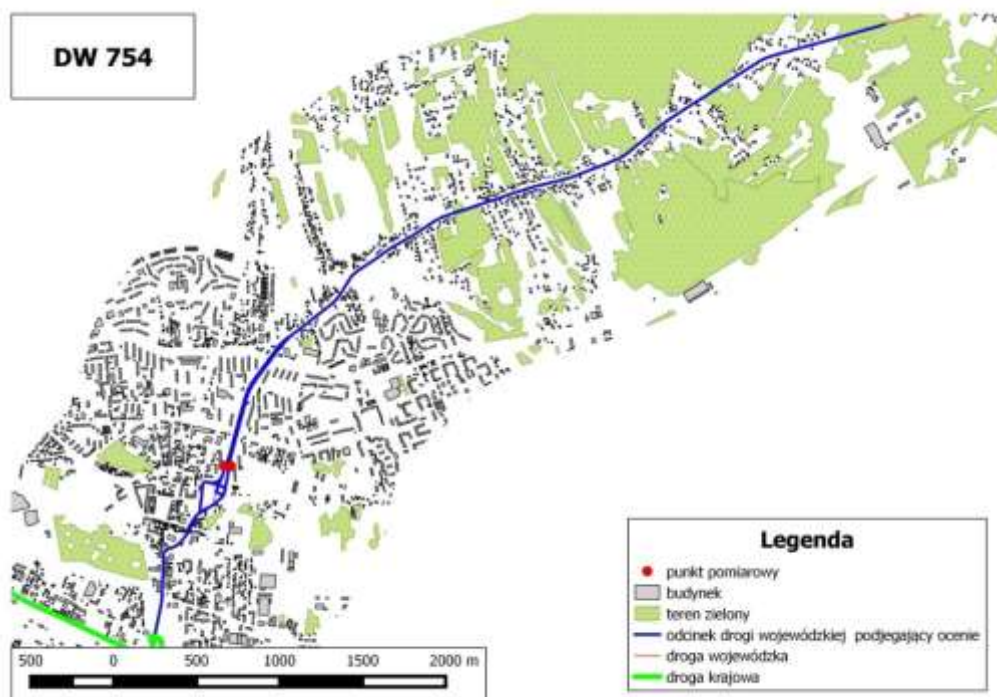 DW 754
Legenda
punkt pomiarowy
budynek
teren zielony
odcinek drogi wojewódzkiej podjegający ocenie
droga wojewódzka
droga krajowa
500 0 500 1000 1500 2000 m